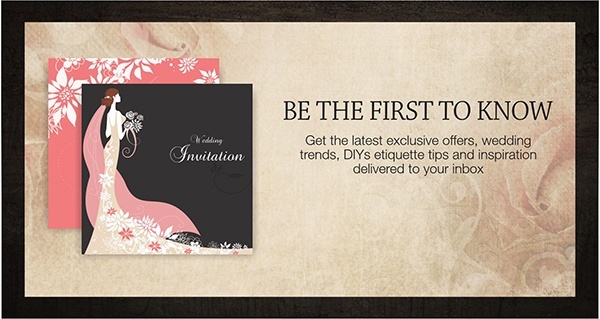 Wedding
Invitation
BE THE FIRST TO KNOW
Get the latest exclusive offers, wedding
trends, DIYs etiquette tips and inspiration
delivered to your inbox